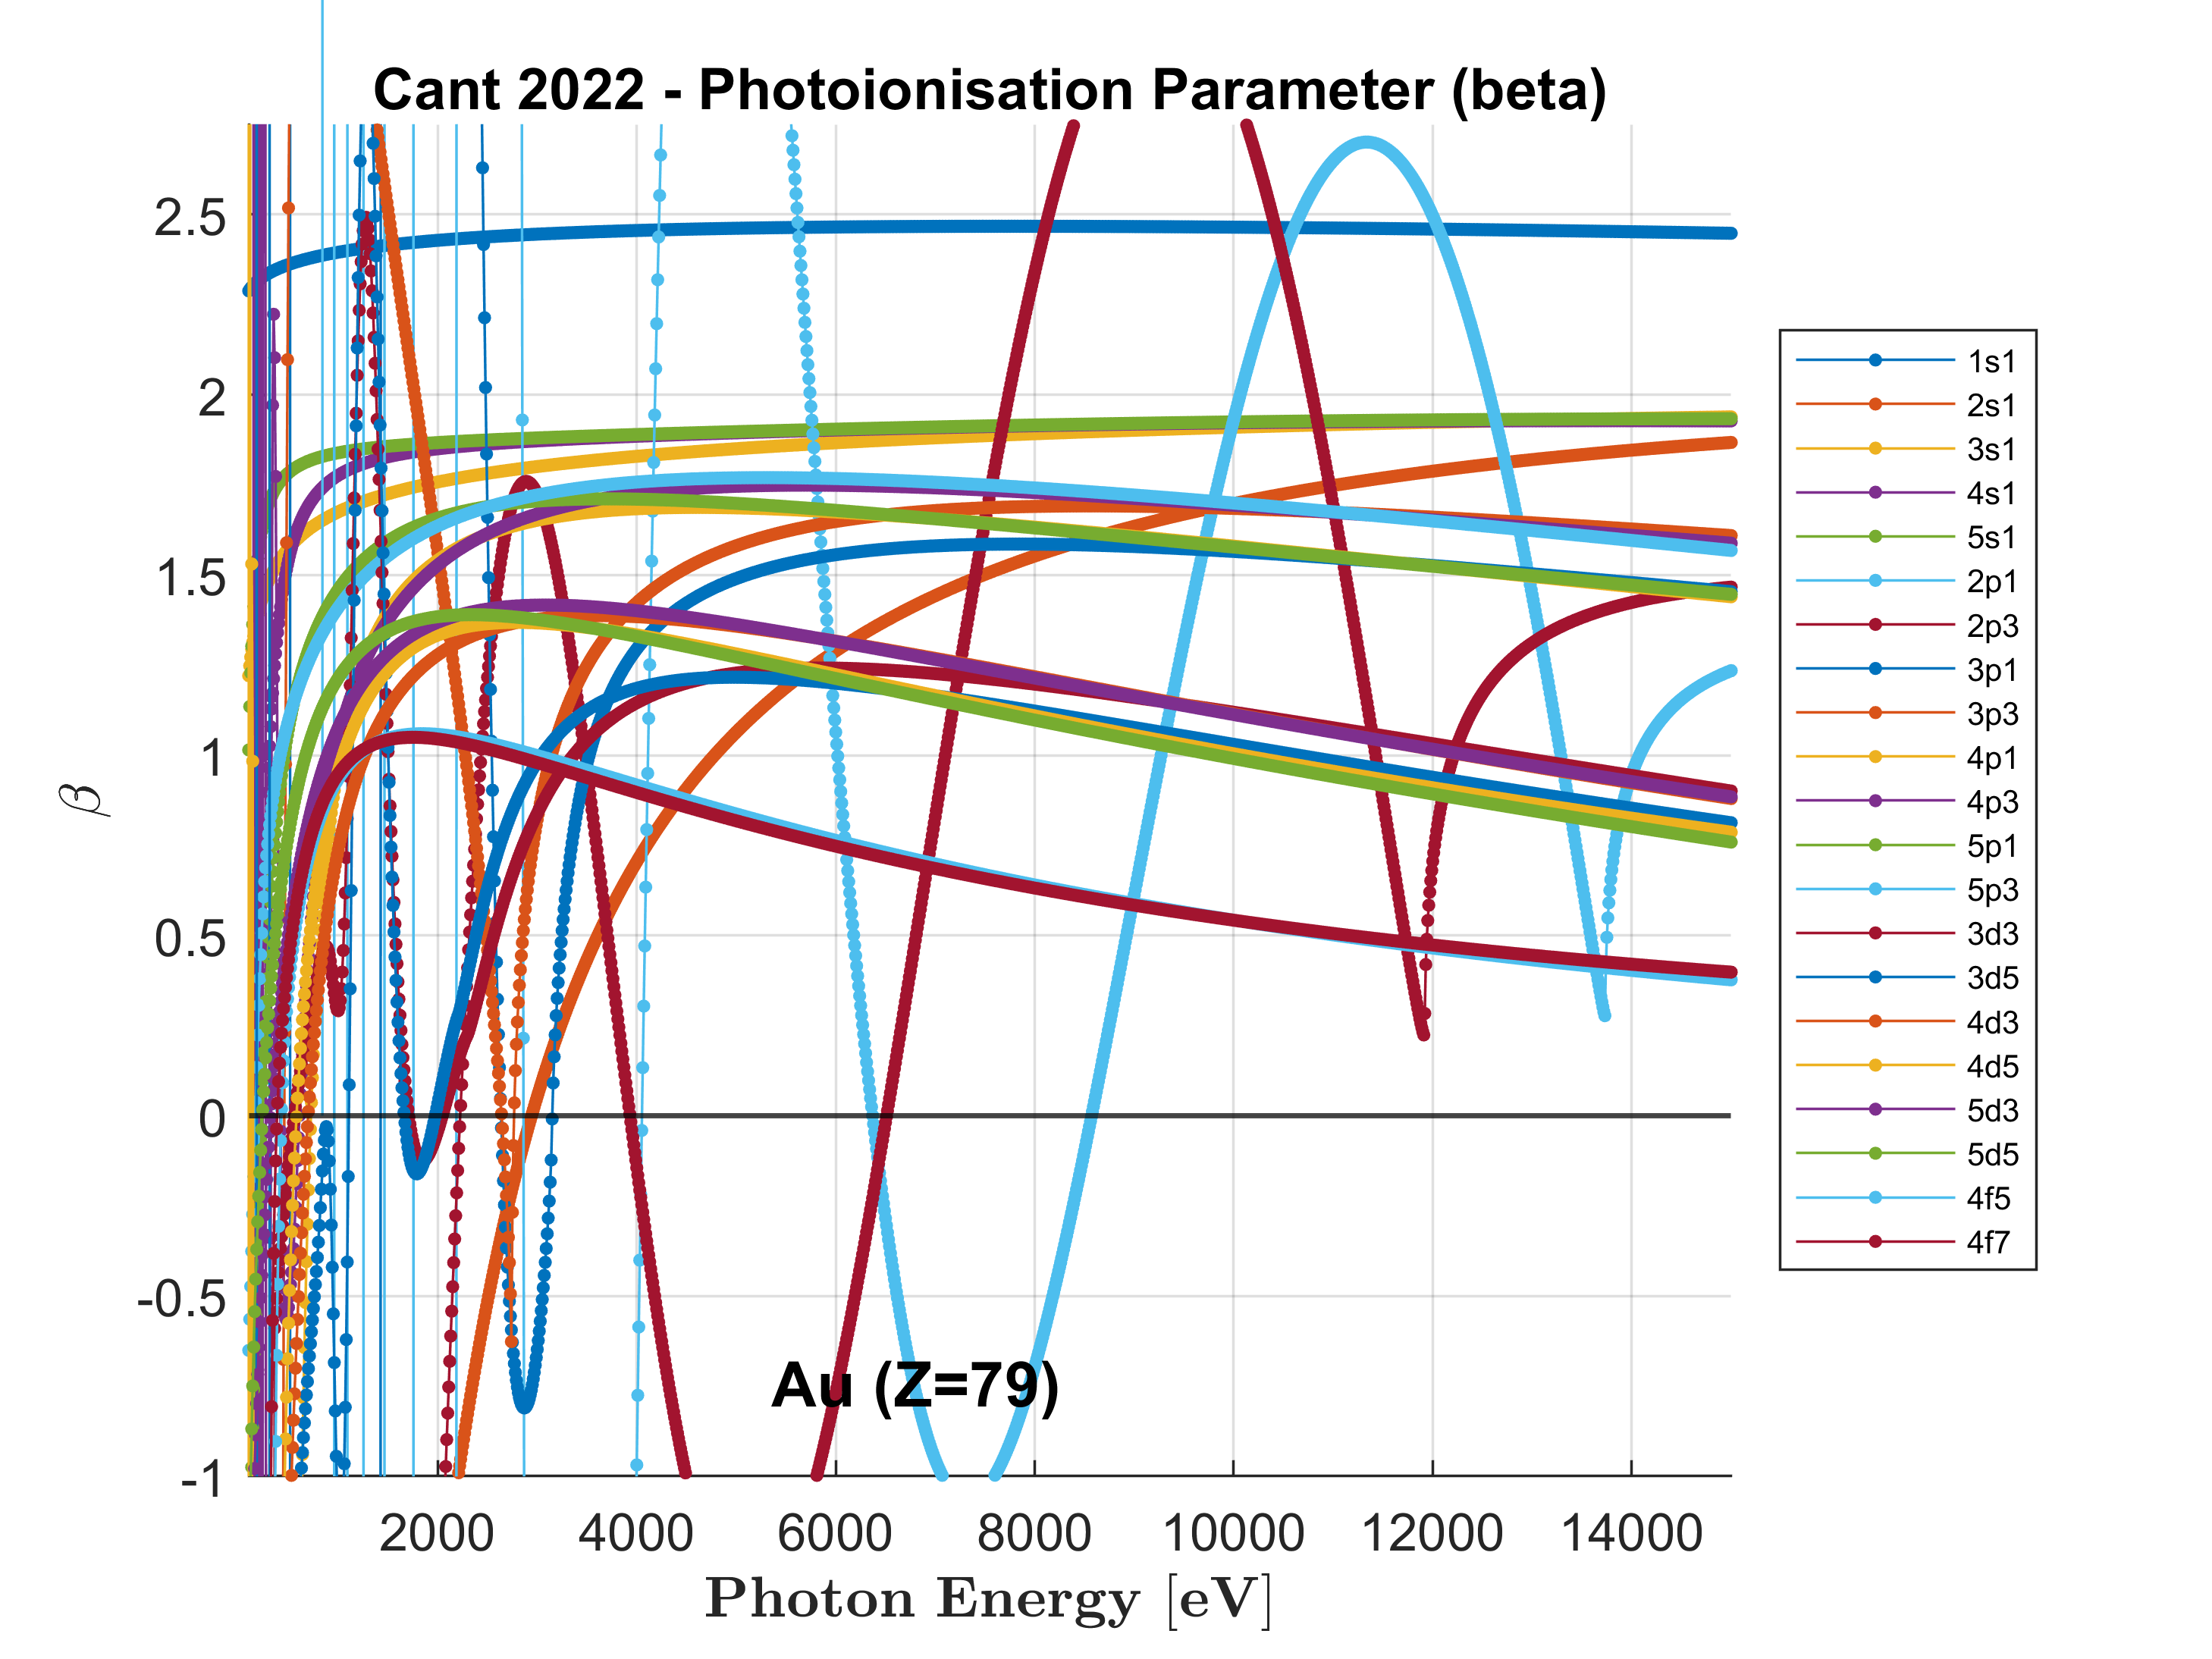 Cant 2022 - Photoionisation Parameter (beta)
2.5
2
1.5
1
0.5
0
-0.5
-1
β
Au (Z=79)
2000 4000 6000 8000 10000 12000 14000
Photon Energy [eV]
1s1
2s1
3s1
4s1
5s1
2p1
2p3
3p1
3p3
4p1
4p3
5p1
5p3
3d3
3d5
4d3
4d5
5d3
5d5
4f5
4f7